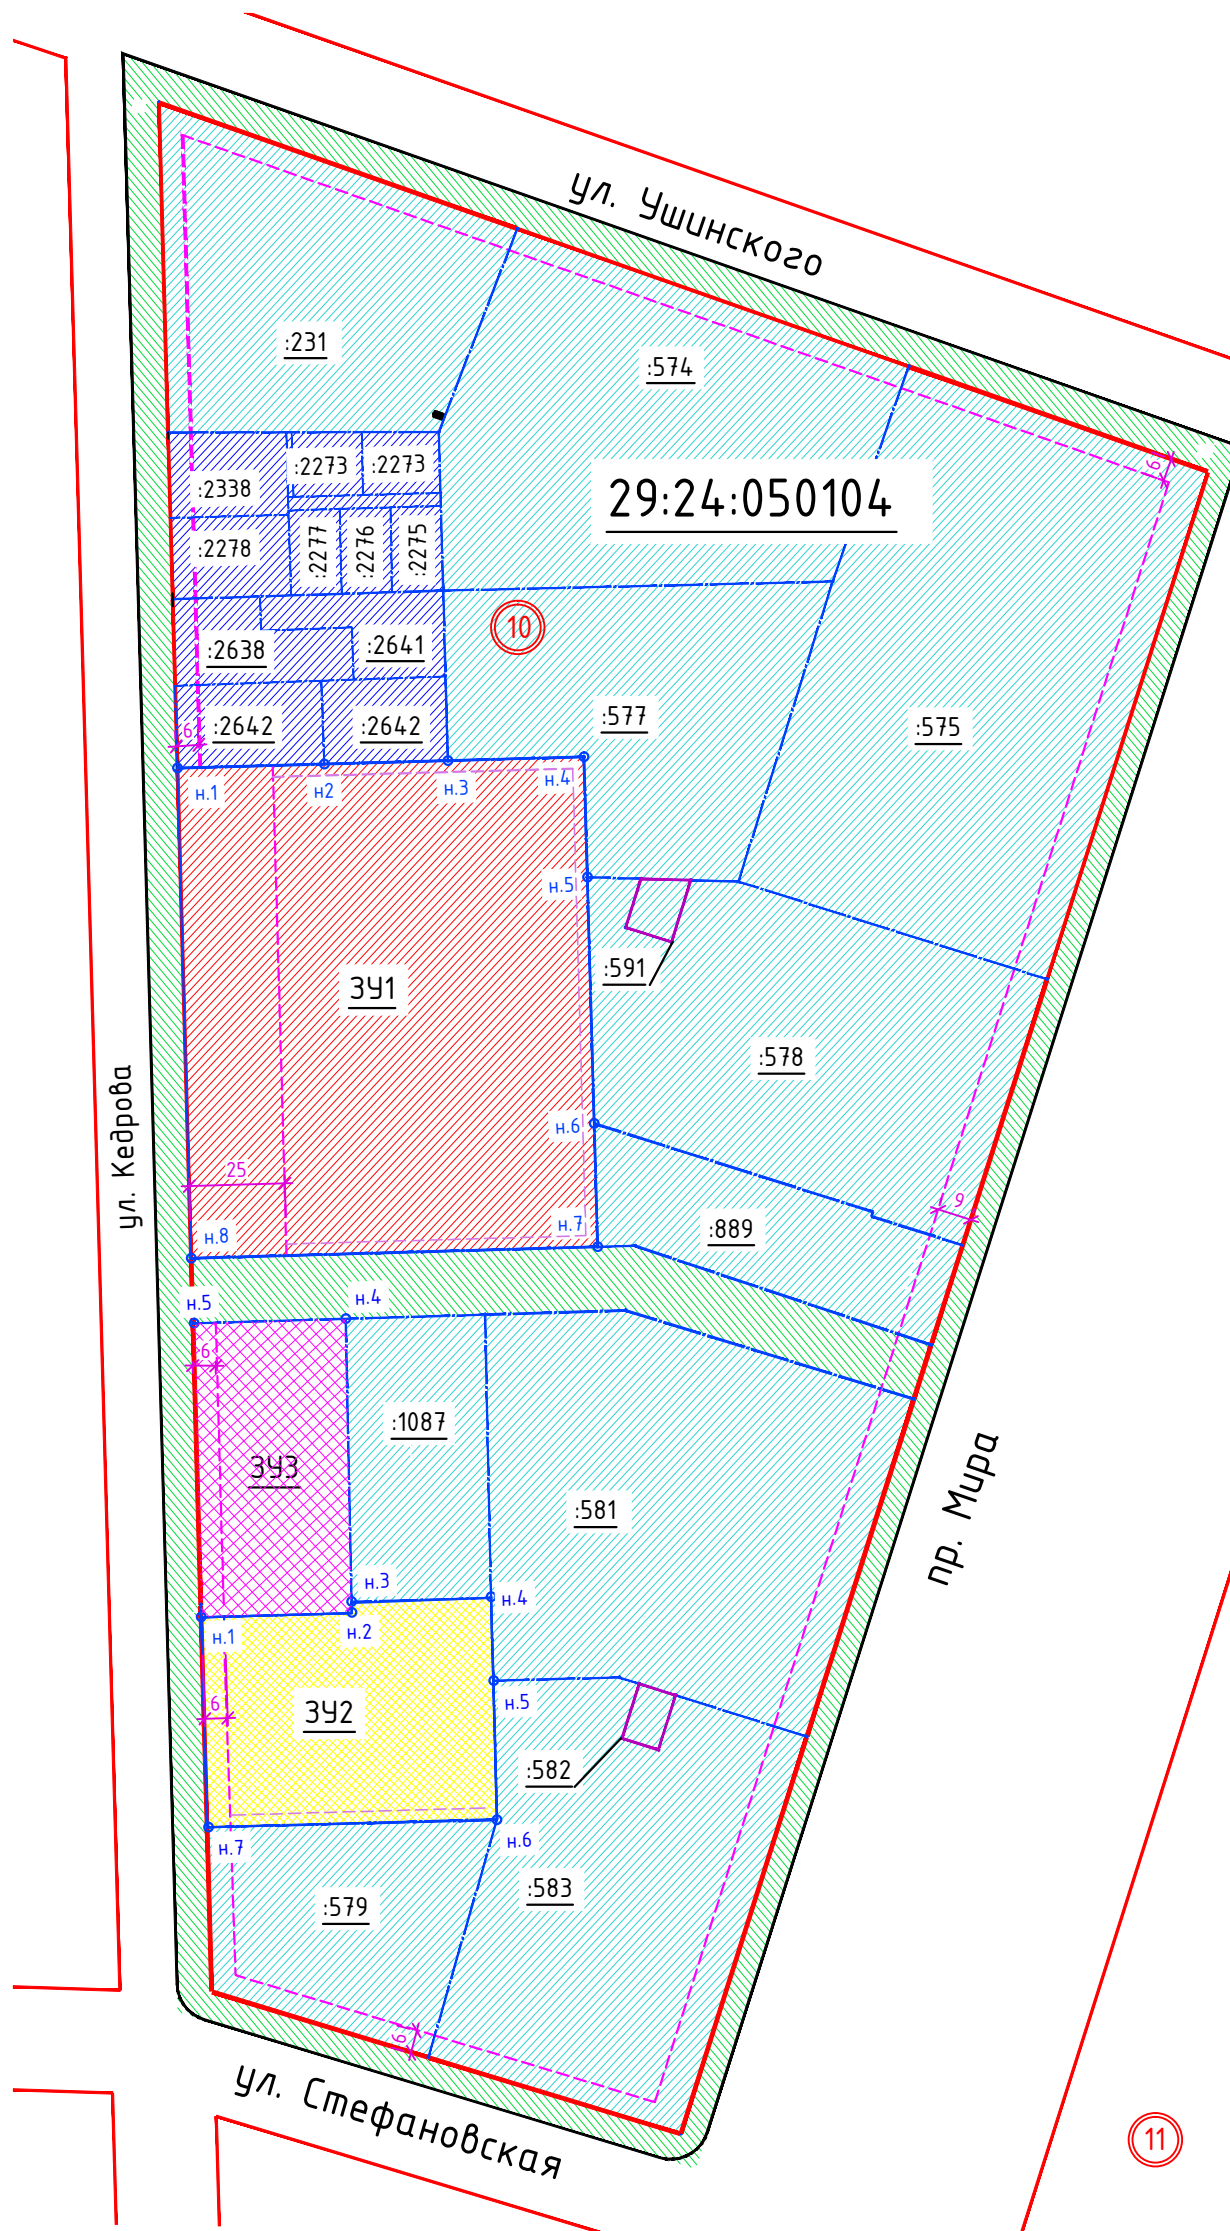 ул. Ушинского
:231
:574
:2338
:2273
:2273
29:24:050104
:2278
:2277
:2276
:2275
6
10
:2638
:2641
:577
:575
6
:2642
:2642
н.1
н2
н.3
н.4
н.5
:591
ЗУ1
:578
ул. Кедрова
н.6
25
9
н.8
н.7
:889
н.5
н.4
6
:1087
ЗУ3
:581
пр. Мира
н.3
н.4
н.1
н.2
6
ЗУ2
н.5
:582
н.7
н.6
:579
:583
6
ул. Стефановская
11